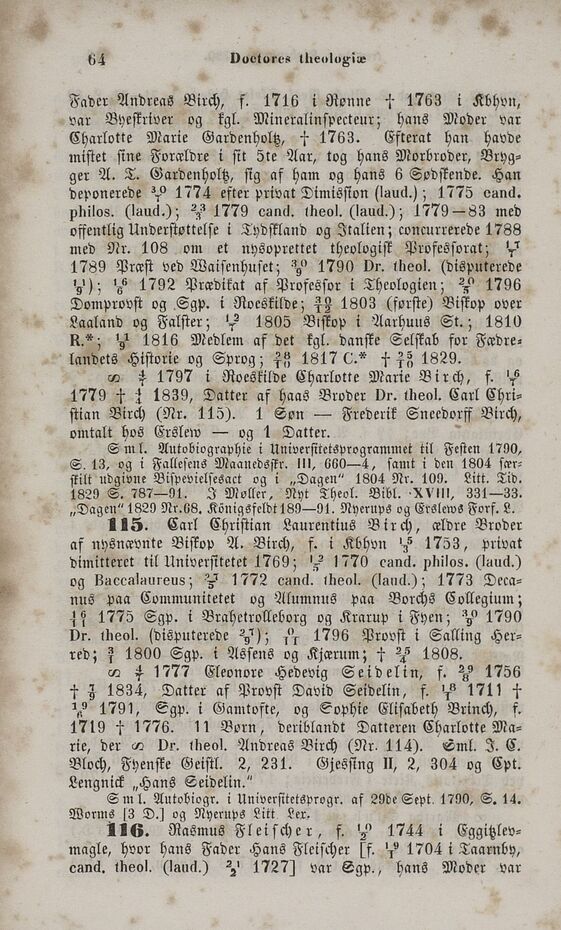 64 Doctores theologiæ
Fader Andreas Birch, f. 1716 i Rønne † 1763 i Kbhvn,
var Byeskriver og kgl. Mineralinspecteur; hans Moder var
Charlotte Marie Gardenholtz, † 1763. Efterat han havde
mistet sine Forældre i sit 5te Aar, tog hans Morbroder, Bryg-
ger A. T. Gardenholtz, sig af ham og hans 6 Sødskende. Han
deponerede 1774 efter privat Dimission (laud.); 1775 cand.
philos. (laud.); 1779 cand. theol. (laud.); 1779—83 med
offentlig Understøttelse i Tydskland og Italien; concurrerede 1788
med Nr. 108 om et nysoprettet theologisk Professorat;
1789 Præst ved Waisenhuset; 1790 Dr. theol. (disputerede
); 1792 Prædikat af Professor i Theologien; 1796
Domprovst og Sgp. i Roeskilde; 1803 (første) Biskop over
Laaland og Falster; 1805 Biskop i Aarhuus St.; 1810
R.*; 1816 Medlem af det kgl. danske Selskab for Fædre-
landets Historie og Sprog; 1817 C.* † 1829.
∞ 1797 i Roeskilde Charlotte Marie Birch, f.
1779 † 1839, Datter af haas Broder Dr. theol. Carl Chri-
stian Birch (Nr. 115). 1 Søn — Frederik Sneedorff Birch,
omtalt hos Erslew — og 1 Datter.
Sml. Autobiographie i Universitetsprogrammet til Festen 1790,
S. 13, og i Fallesens Maanedsskr. III, 660—4, samt i den 1804 sær-
skilt udgivne Bispevielsesact og i „Dagen“ 1804 Nr. 109. Litt. Tid.
1829 S. 787—91. J Møller, Nyt Theol. Bibl. XVIII, 331—33.
„Dagen“ 1829 Nr. 68. Königsfeldt 189—91. Nyerups og Erslews Forf. L.
115. Carl Christian Laurentius Birch, ældre Broder
af nysnævnte Biskop A. Birch, f. i Kbhvn 1753, privat
dimitteret til Universitetet 1769; 1770 cand. philos. (laud.)
og Baccalaureus; 1772 cand. theol. (laud.); 1773 Deca-
nus paa Communitetet og Alumnus paa Borchs Collegium;
1775 Sgp. i Brahetrolleborg og Krarup i Fyen; 1790
Dr. theol. (disputerede ); 1796 Provst i Salling Her-
red; 1800 Sgp. i Assens og Kjærum; † 1808.
∞ 1777 Eleonore Hedevig Seidelin, f. 1756
† 1834, Datter af Provst David Seidelin, f. 1711 †
1791, Sgp. i Gamtofte, og Sophie Elisabeth Brinch, f.
1719 † 1776. 11 Børn, deriblandt Datteren Charlotte Ma-
rie, der ∞ Dr. theol. Andreas Birch (Nr. 114). Sml. J. C.
Bloch, Fyenske Geistl. 2, 231. Gjessing II, 2, 304 og Cpt.
Lengnick „Hans Seidelin.“
Sml. Autobiogr. i Universitetsprogr. af 29de Sept. 1790, S. 14.
Worms [3 D.] og Nyerups Litt. Lex.
116. Rasmus Fleischer, f. 1744 i Eggitzlev-
magle, hvor hans Fader Hans Fleischer [f. 1704 i Taarnby,
cand. theol. (laud.) 1727] var Sgp., hans Moder var